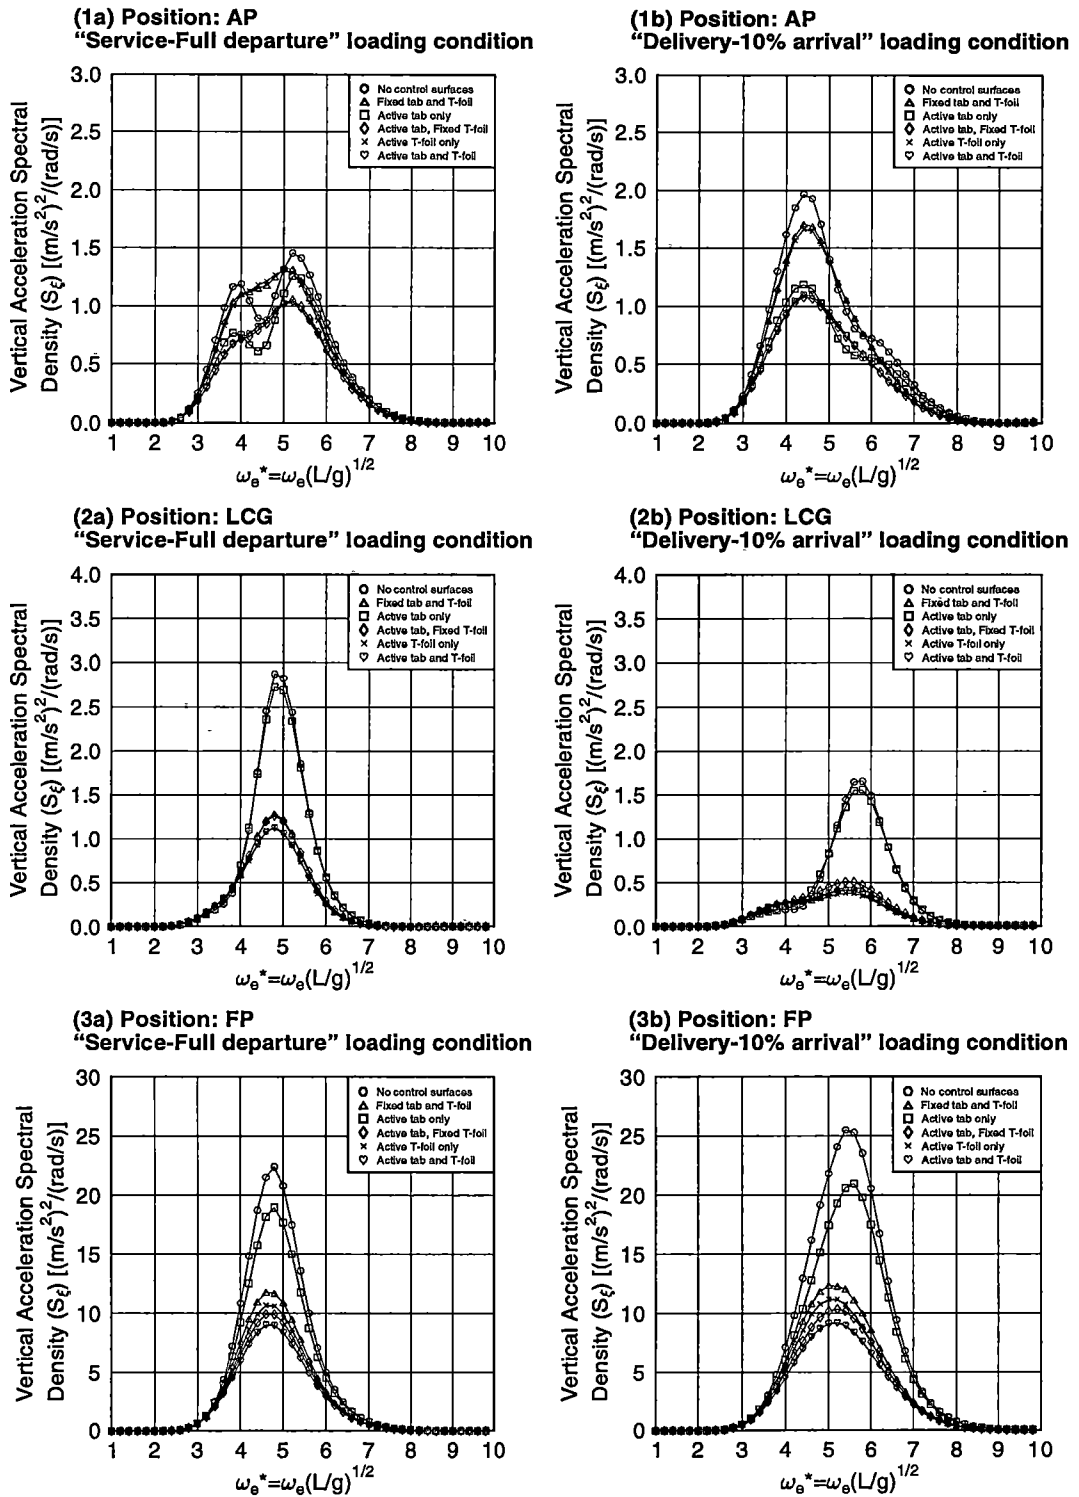 (1a) Position: AP
“Service-Full departure” loading condition
Vertical Acceleration Spectral
Density (Sξ) [(m/s²)²/(rad/s)]
3.0
2.5
2.0
1.5
1.0
0.5
0.0
No control surfaces
Fixed tab and T-foil
Active tab only
Active tab, Fixed T-foil
Active T-foil only
Active tab and T-foil
1 2 3 4 5 6 7 8 9 10
ωe*=ωe(L/g)^1/2
(1b) Position: AP
“Delivery-10% arrival” loading condition
Vertical Acceleration Spectral
Density (Sξ) [(m/s²)²/(rad/s)]
3.0
2.5
2.0
1.5
1.0
0.5
0.0
No control surfaces
Fixed tab and T-foil
Active tab only
Active tab, Fixed T-foil
Active T-foil only
Active tab and T-foil
1 2 3 4 5 6 7 8 9 10
ωe*=ωe(L/g)^1/2
(2a) Position: LCG
“Service-Full departure” loading condition
Vertical Acceleration Spectral
Density (Sξ) [(m/s²)²/(rad/s)]
4.0
3.5
3.0
2.5
2.0
1.5
1.0
0.5
0.0
No control surfaces
Fixed tab and T-foil
Active tab only
Active tab, Fixed T-foil
Active T-foil only
Active tab and T-foil
1 2 3 4 5 6 7 8 9 10
ωe*=ωe(L/g)^1/2
(2b) Position: LCG
“Delivery-10% arrival” loading condition
Vertical Acceleration Spectral
Density (Sξ) [(m/s²)²/(rad/s)]
4.0
3.5
3.0
2.5
2.0
1.5
1.0
0.5
0.0
No control surfaces
Fixed tab and T-foil
Active tab only
Active tab, Fixed T-foil
Active T-foil only
Active tab and T-foil
1 2 3 4 5 6 7 8 9 10
ωe*=ωe(L/g)^1/2
(3a) Position: FP
“Service-Full departure” loading condition
Vertical Acceleration Spectral
Density (Sξ) [(m/s²)²/(rad/s)]
30
25
20
15
10
5
0
No control surfaces
Fixed tab and T-foil
Active tab only
Active tab, Fixed T-foil
Active T-foil only
Active tab and T-foil
1 2 3 4 5 6 7 8 9 10
ωe*=ωe(L/g)^1/2
(3b) Position: FP
“Delivery-10% arrival” loading condition
Vertical Acceleration Spectral
Density (Sξ) [(m/s²)²/(rad/s)]
30
25
20
15
10
5
0
No control surfaces
Fixed tab and T-foil
Active tab only
Active tab, Fixed T-foil
Active T-foil only
Active tab and T-foil
1 2 3 4 5 6 7 8 9 10
ωe*=ωe(L/g)^1/2